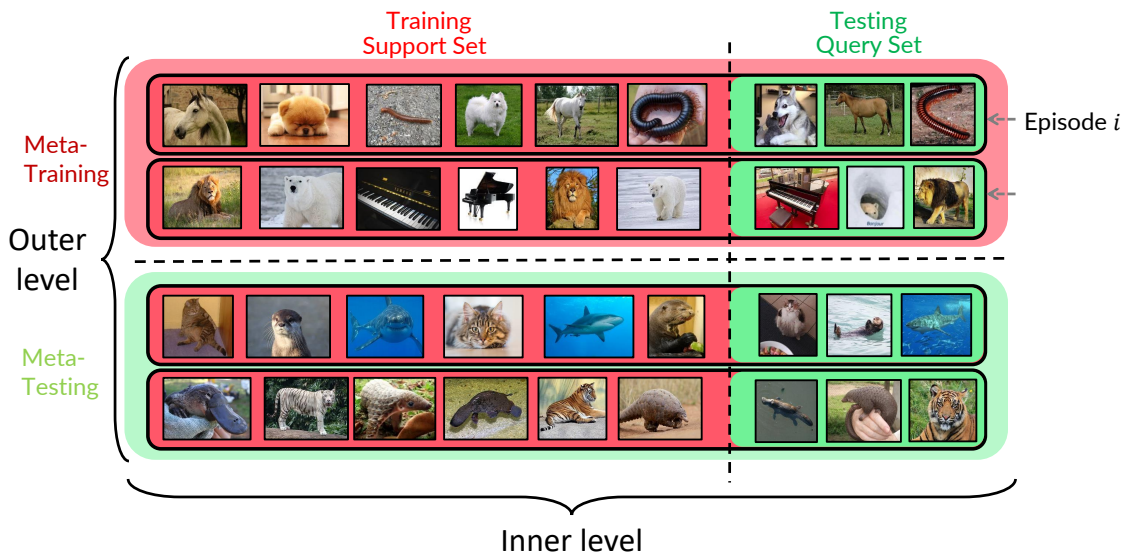 Training
Support Set
Testing
Query Set
Meta-
Training
Episode i
Outer
level
Meta-
Testing
Inner level